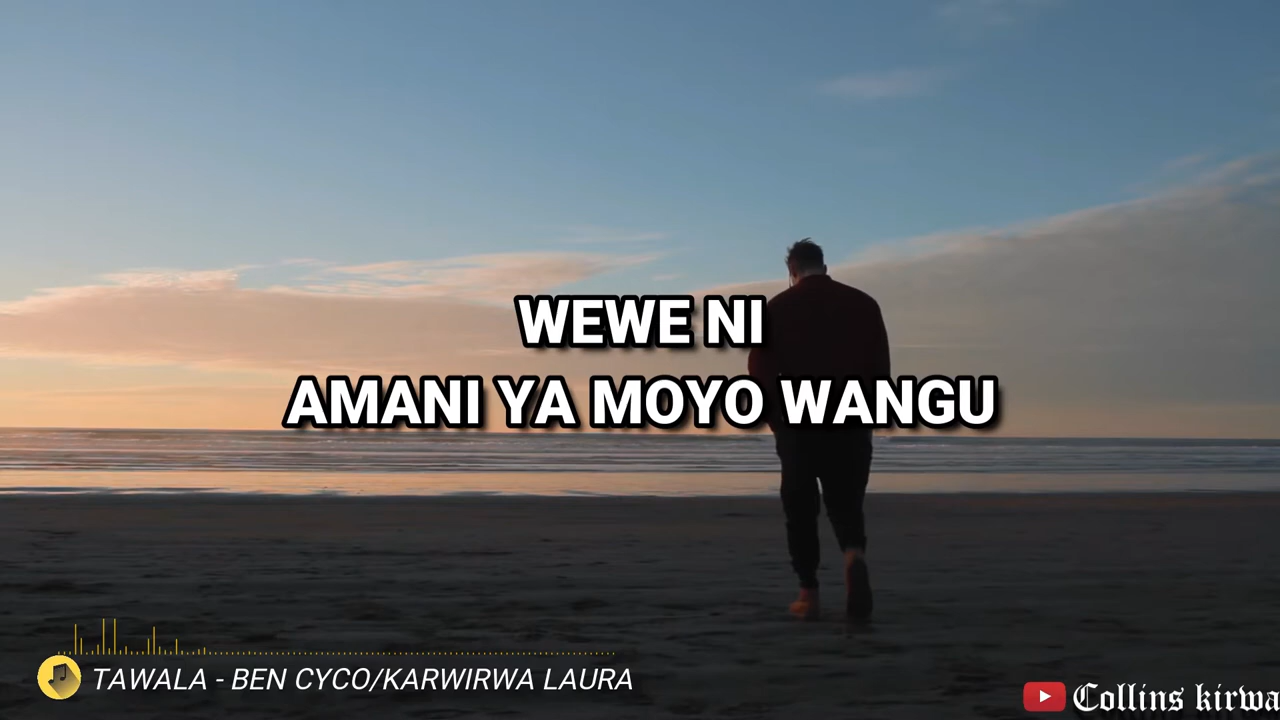 WEWE NI
AMANI YA MOYO WANGU
TAWALA - BEN CYCO/KARWIRWA LAURA
Collins kirwa